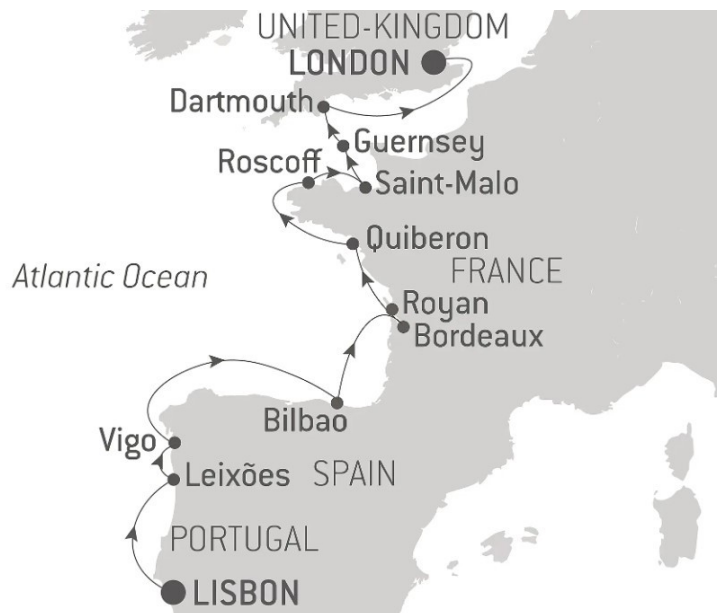 UNITED-KINGDOM
LONDON
Dartmouth
Guernsey
Roscoff
Saint-Malo
Quiberon
FRANCE
Atlantic Ocean
Royan
Bordeaux
Bilbao
Vigo
Leixões
SPAIN
PORTUGAL
LISBON